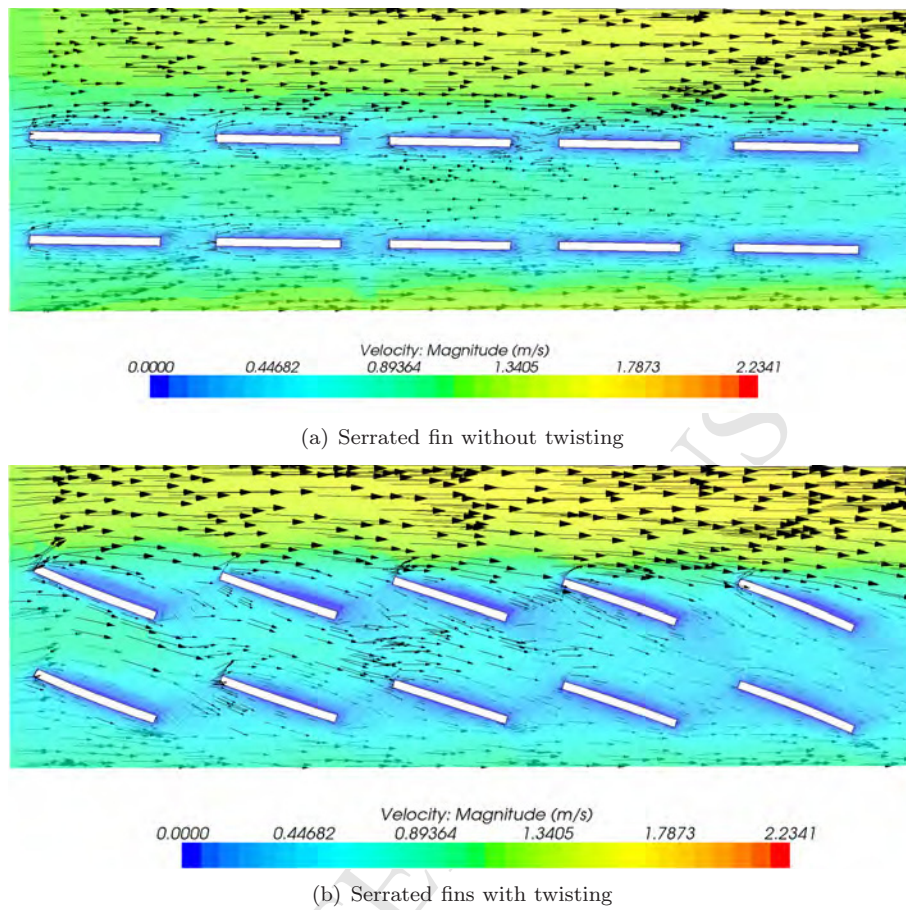 Velocity: Magnitude (m/s)
0.0000 0.44682 0.89364 1.3405 1.7873 2.2341
(a) Serrated fin without twisting
Velocity: Magnitude (m/s)
0.0000 0.44682 0.89364 1.3405 1.7873 2.2341
(b) Serrated fins with twisting